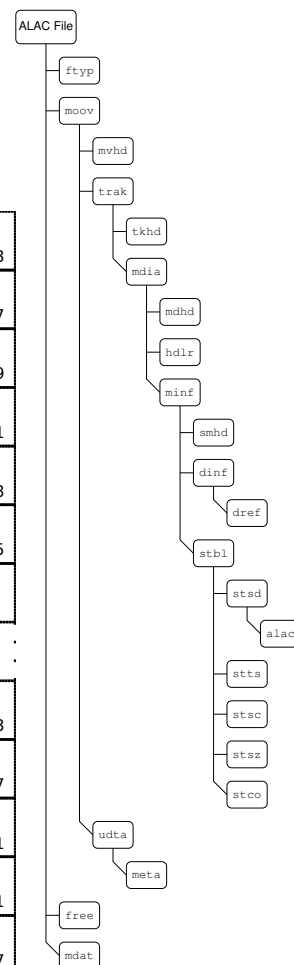 ALAC File
ftyp
moov
mvhd
trak
tkhd
mdia
mdhd
hdlr
minf
smhd
dinf
dref
stbl
stsd
alac
stts
stsc
stsz
stco
udta
meta
free
mdat